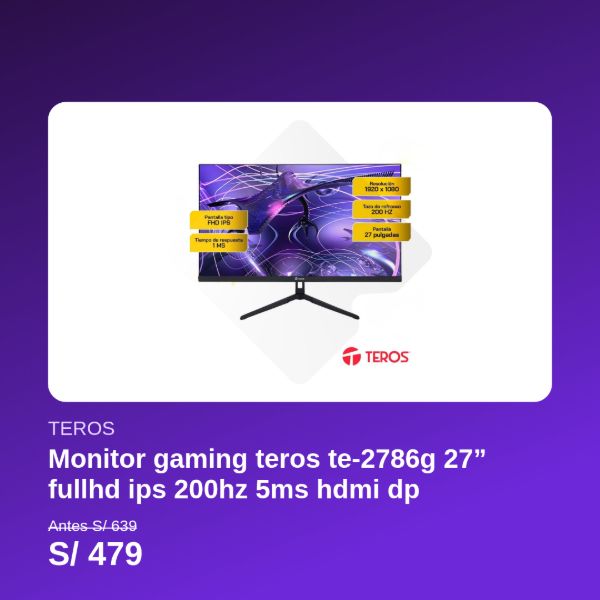 Resolución
1920 x 1080
Pantalla tipo
FHD IPS
Tasa de refresco
200 HZ
Tiempo de respuesta
1 MS
Pantalla
27 pulgadas
TEROS
TEROS
Monitor gaming teros te-2786g 27”
fullhd ips 200hz 5ms hdmi dp
Antes S/ 639
S/ 479